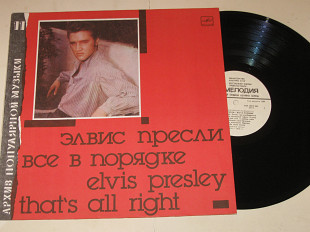 АРХИВ ПОПУЛЯРНОЙ МУЗЫКИ
11
ЭЛВИС ПРЕСЛИ
ВСЕ В ПОРЯДКЕ
elvis presley
that's all right
МЕЛОДИЯ